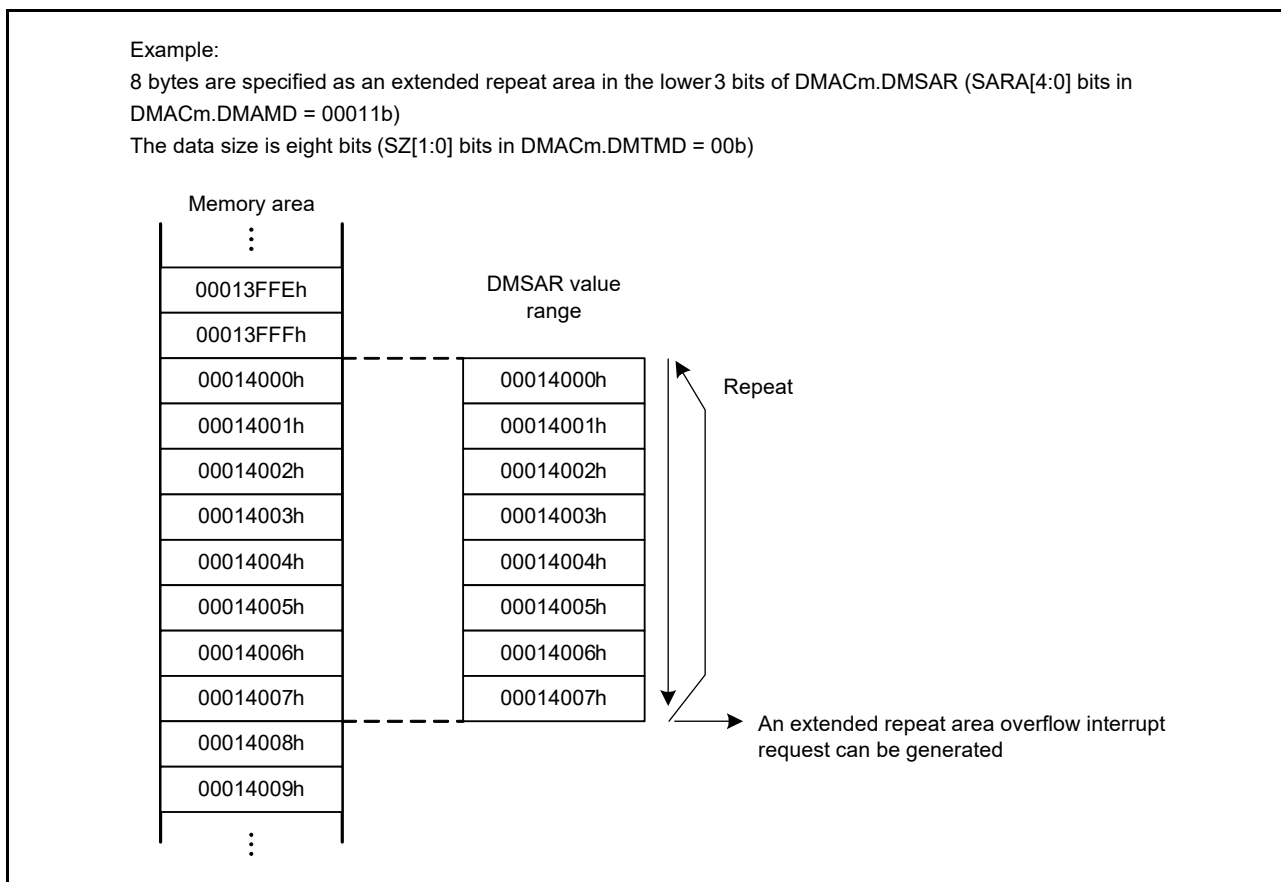 Example:
8 bytes are specified as an extended repeat area in the lower 3 bits of DMACm.DMSAR (SARA[4:0] bits in
DMACm.DMAMD = 00011b)
The data size is eight bits (SZ[1:0] bits in DMACm.DMTMD = 00b)
Memory area
⋮
00013FFEh
00013FFFh
00014000h
00014001h
00014002h
00014003h
00014004h
00014005h
00014006h
00014007h
00014008h
00014009h
⋮
DMSAR value
range
00014000h
00014001h
00014002h
00014003h
00014004h
00014005h
00014006h
00014007h
Repeat
An extended repeat area overflow interrupt
request can be generated